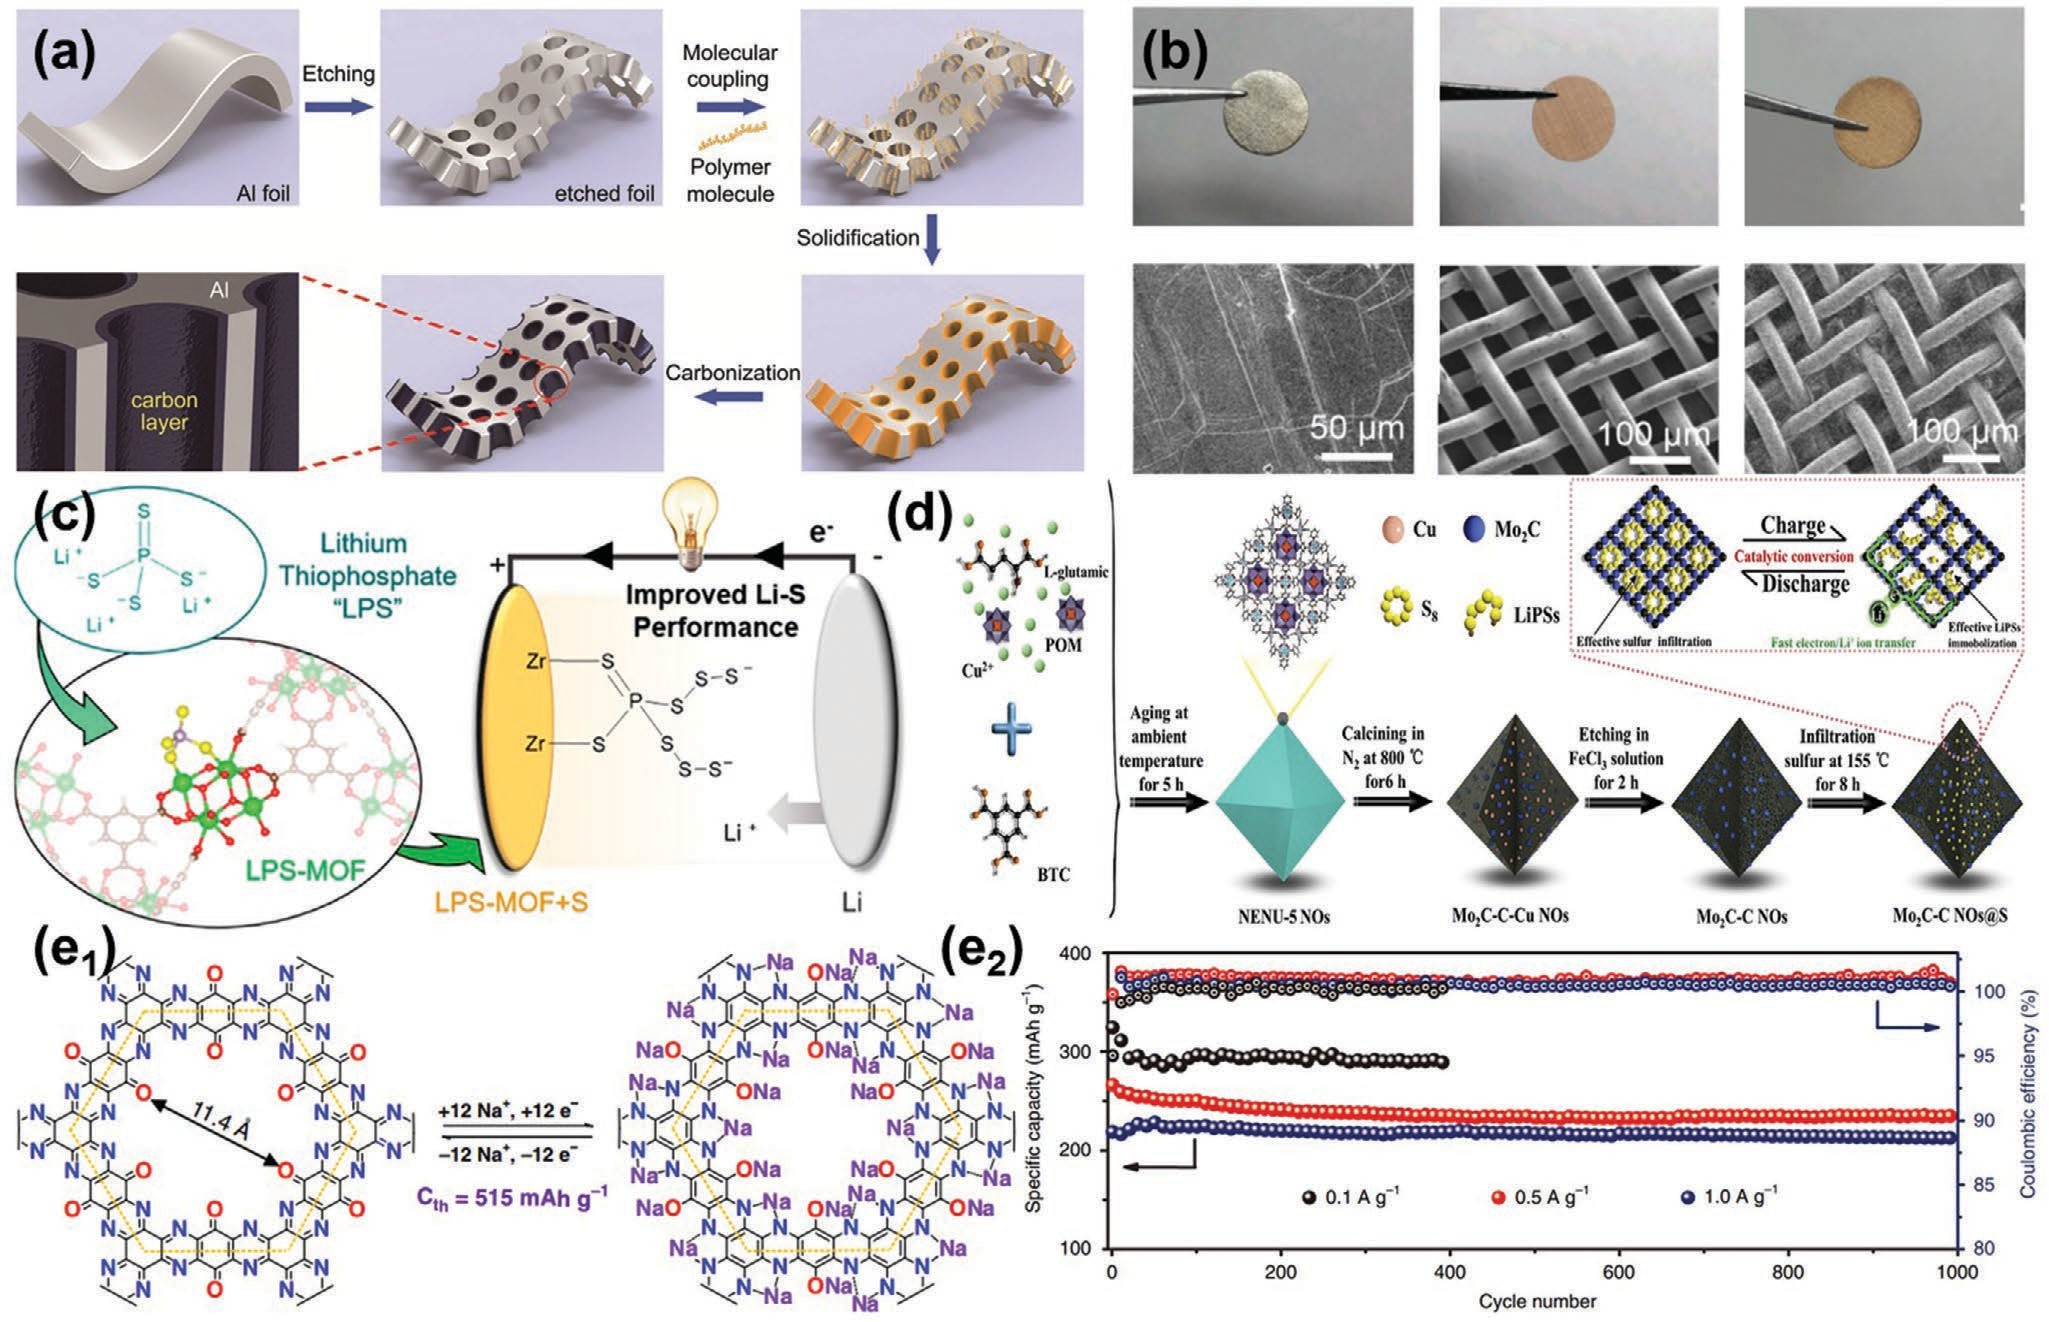 (a)
Etching
Molecular
coupling
Polymer
molecule
Al foil
etched foil
Solidification
Carbonization
Al
carbon
layer
(b)
50 µm
100 µm
100 µm
(c)
S
P
Li +
–S
S –
–S
Li +
Li +
Lithium
Thiophosphate
“LPS”
LPS-MOF
+
e-
-
Improved Li-S
Performance
Zr
S
S–S–
P
S
Zr
S
S
S–S–
Li +
LPS-MOF+S
Li
(d)
L-glutamic
POM
Cu2+
BTC
Cu
Mo2C
S8
LiPSs
Charge
Catalytic conversion
Discharge
Li
Effective sulfur infiltration
Fast electron/Li+ ion transfer
Effective LiPSs
immobolization
Aging at
ambient
temperature
for 5 h
Calcining in
N2 at 800 ℃
for6 h
Etching in
FeCl3 solution
for 2 h
Infiltration
sulfur at 155 ℃
for 8 h
NENU-5 NOs
Mo2C-C-Cu NOs
Mo2C-C NOs
Mo2C-C NOs@S
(e1)
11.4 Å
+12 Na+, +12 e–
–12 Na+, –12 e–
Cth = 515 mAh g–1
(e2)
Specific capacity (mAh g–1)
400
300
200
100
0.1 A g–1
0.5 A g–1
1.0 A g–1
100
95
90
85
80
Coulombic efficiency (%)
0 200 400 600 800 1000
Cycle number